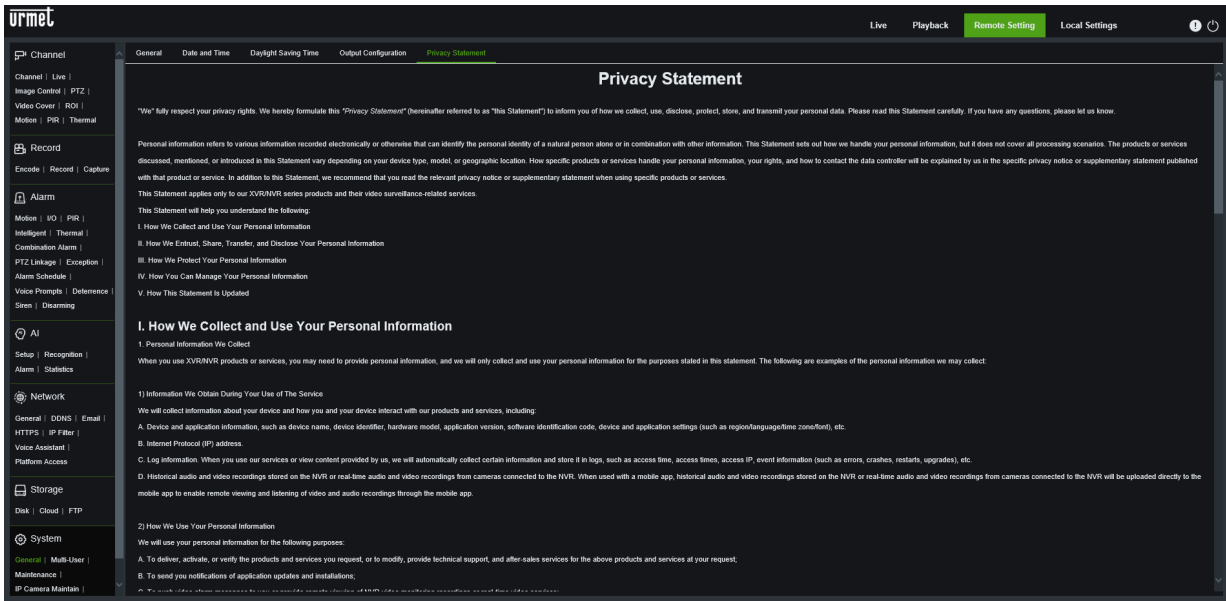 urmet
Live Playback Remote Setting Local Settings
Channel
Channel | Live |
Image Control | PTZ |
Video Cover | ROI |
Motion | PIR | Thermal
Record
Encode | Record | Capture
Alarm
Motion | I/O | PIR |
Intelligent | Thermal |
Combination Alarm |
PTZ Linkage | Exception |
Alarm Schedule |
Voice Prompts | Deterrence |
Siren | Disarming
AI
Setup | Recognition |
Alarm | Statistics
Network
General | DDNS | Email |
HTTPS | IP Filter |
Voice Assistant |
Platform Access
Storage
Disk | Cloud | FTP
System
General | Multi-User |
Maintenance |
IP Camera Maintain |
General Date and Time Daylight Saving Time Output Configuration Privacy Statement
Privacy Statement
"We" fully respect your privacy rights. We hereby formulate this "Privacy Statement" (hereinafter referred to as "this Statement") to inform you of how we collect, use, disclose, protect, store, and transmit your personal data. Please read this Statement carefully. If you have any questions, please let us know.
Personal information refers to various information recorded electronically or otherwise that can identify the personal identity of a natural person alone or in combination with other information. This Statement sets out how we handle your personal information, but it does not cover all processing scenarios. The products or services
discussed, mentioned, or introduced in this Statement vary depending on your device type, model, or geographic location. How specific products or services handle your personal information, your rights, and how to contact the data controller will be explained by us in the specific privacy notice or supplementary statement published
with that product or service. In addition to this Statement, we recommend that you read the relevant privacy notice or supplementary statement when using specific products or services.
This Statement applies only to our XVR/NVR series products and their video surveillance-related services.
This Statement will help you understand the following:
I. How We Collect and Use Your Personal Information
II. How We Entrust, Share, Transfer, and Disclose Your Personal Information
III. How We Protect Your Personal Information
IV. How You Can Manage Your Personal Information
V. How This Statement Is Updated
I. How We Collect and Use Your Personal Information
1. Personal Information We Collect
When you use XVR/NVR products or services, you may need to provide personal information, and we will only collect and use your personal information for the purposes stated in this statement. The following are examples of the personal information we may collect:
1) Information We Obtain During Your Use of The Service
We will collect information about your device and how you and your device interact with our products and services, including:
A. Device and application information, such as device name, device identifier, hardware model, application version, software identification code, device and application settings (such as region/language/time zone/font), etc.
B. Internet Protocol (IP) address.
C. Log information. When you use our services or view content provided by us, we will automatically collect certain information and store it in logs, such as access time, access times, access IP, event information (such as errors, crashes, restarts, upgrades), etc.
D. Historical audio and video recordings stored on the NVR or real-time audio and video recordings from cameras connected to the NVR. When used with a mobile app, historical audio and video recordings stored on the NVR or real-time audio and video recordings from cameras connected to the NVR will be uploaded directly to the
mobile app to enable remote viewing and listening of video and audio recordings through the mobile app.
2) How We Use Your Personal Information
We will use your personal information for the following purposes:
A. To deliver, activate, or verify the products and services you request, or to modify, provide technical support, and after-sales services for the above products and services at your request;
B. To send you notifications of application updates and installations;
C. To push video alarm messages to you or provide remote viewing of NVR video monitoring recordings or real-time video services;